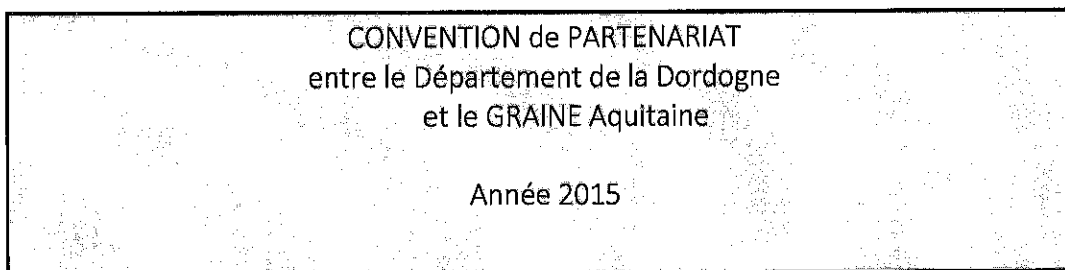 CONVENTION de PARTENARIAT
entre le Département de la Dordogne
et le GRAINE Aquitaine
Année 2015